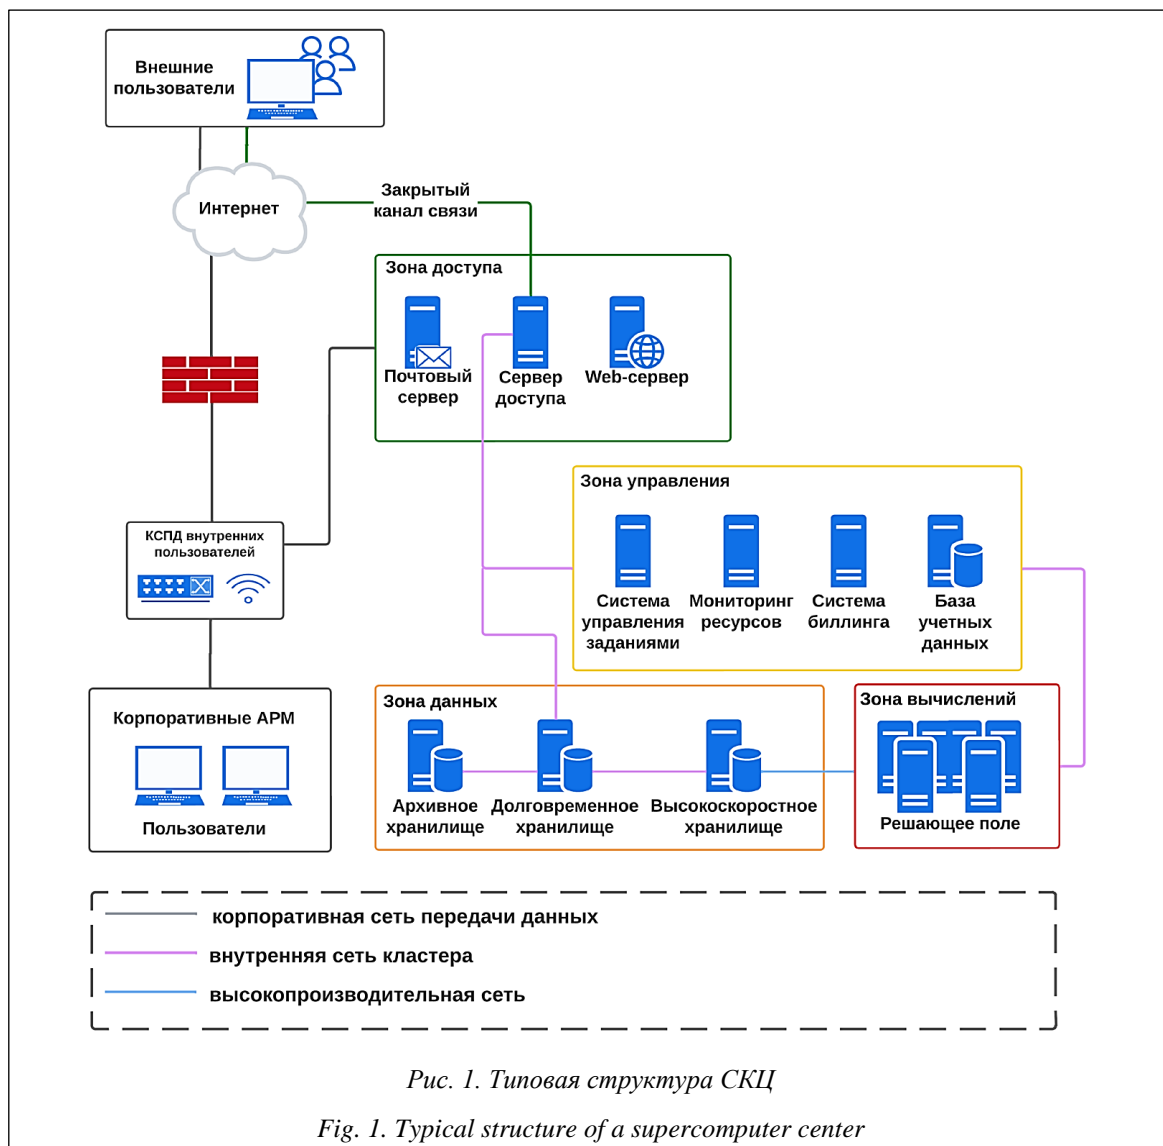 Внешние
пользователи
Интернет
Закрытый
канал связи
Зона доступа
Почтовый
сервер
Сервер
доступа
Web-сервер
КСПД внутренних
пользователей
Зона управления
Система
управления
заданиями
Мониторинг
ресурсов
Система
биллинга
База
учетных
данных
Корпоративные АРМ
Пользователи
Зона данных
Архивное
хранилище
Долговременное
хранилище
Высокоскоростное
хранилище
Зона вычислений
Решающее поле
корпоративная сеть передачи данных
внутренняя сеть кластера
высокопроизводительная сеть
Рис. 1. Типовая структура СКЦ
Fig. 1. Typical structure of a supercomputer center